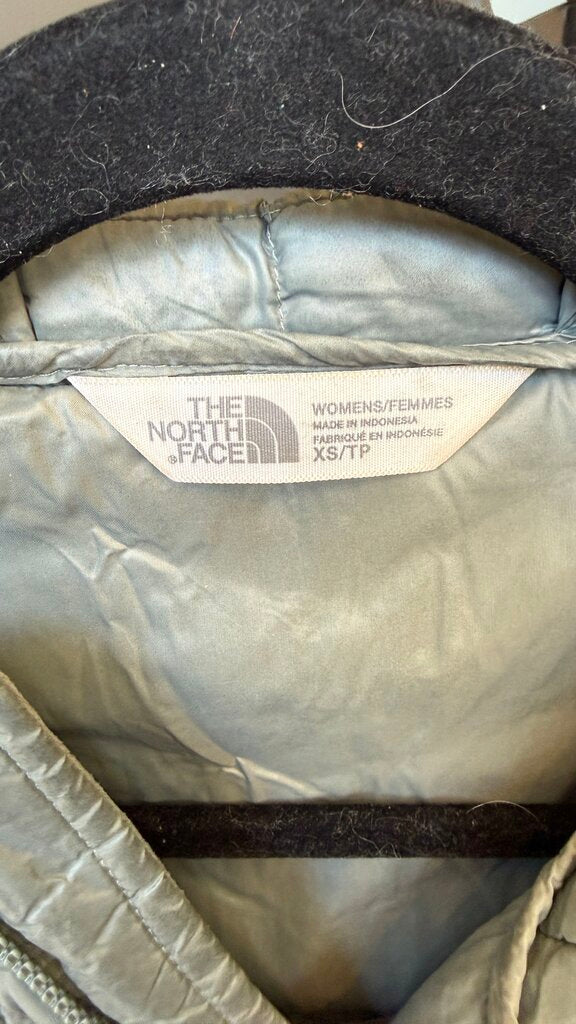 THE
NORTH
®FACE
WOMENS/FEMMES
MADE IN INDONESIA
FABRIQUÉ EN INDONÉSIE
XS/TP